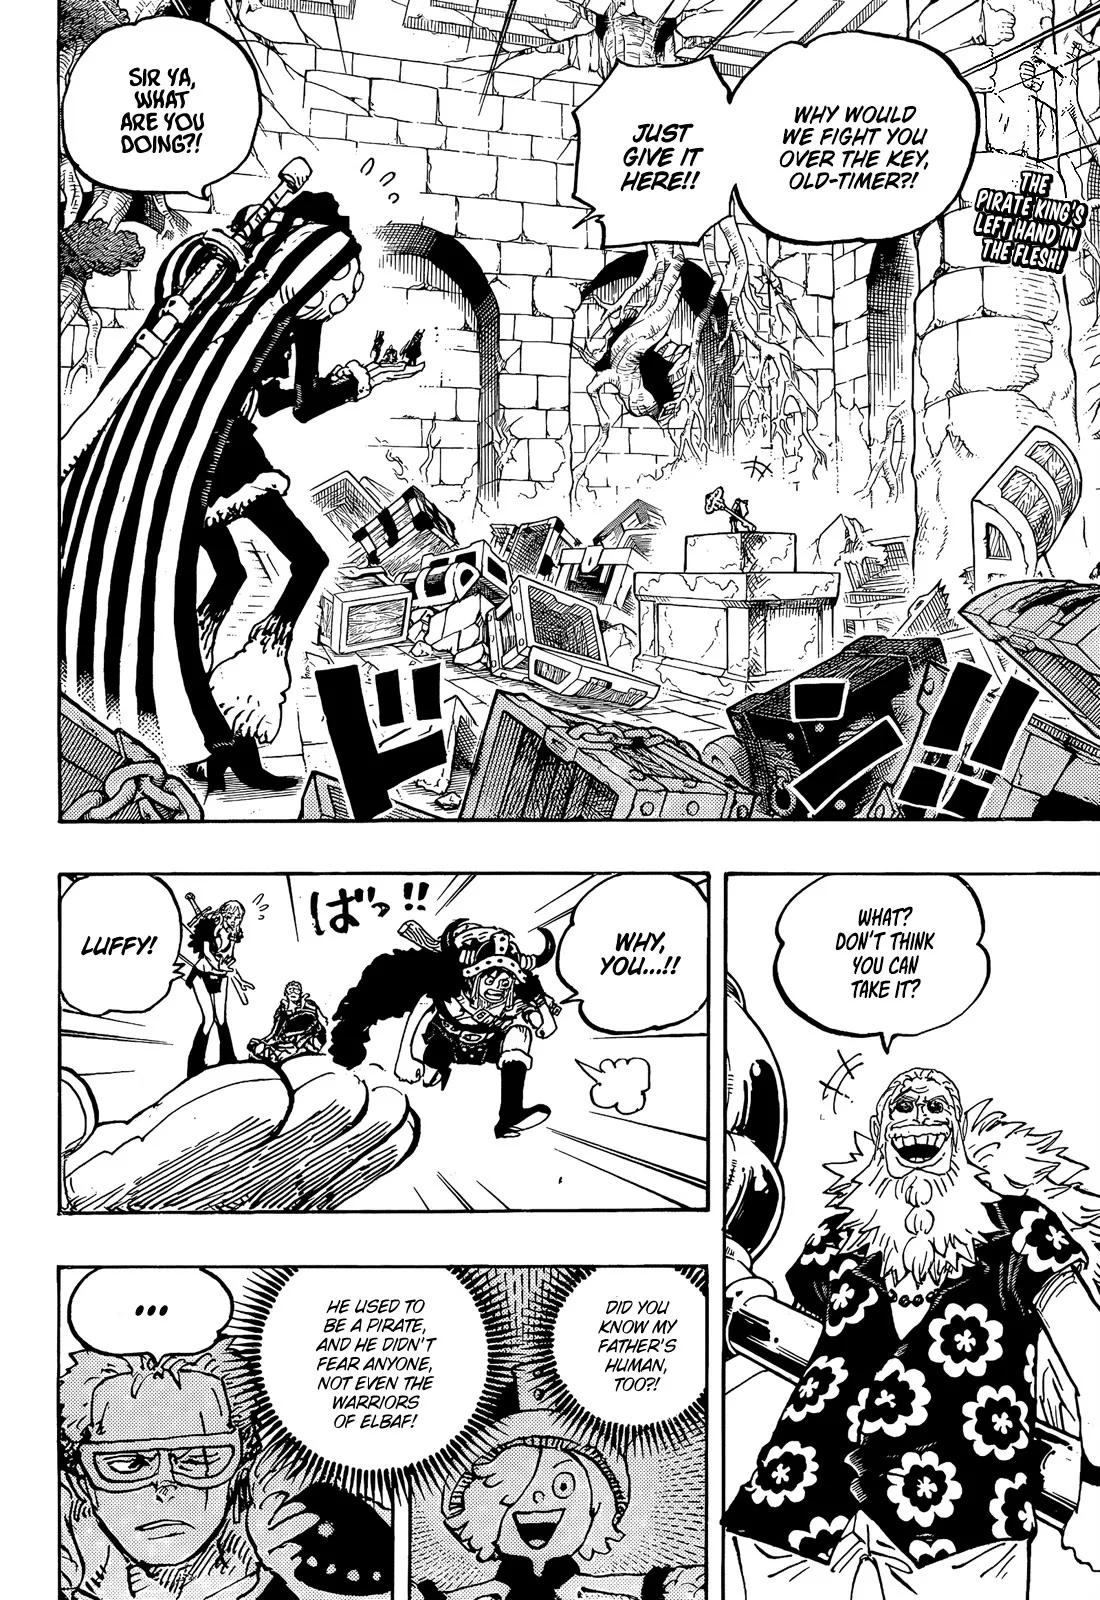 THE
PIRATE KING'S
LEFT HAND IN
THE FLESH!
WHY WOULD
WE FIGHT YOU
OVER THE KEY,
OLD-TIMER?!
JUST
GIVE IT
HERE!!
SIR YA,
WHAT
ARE YOU
DOING?!
ド
ン!!
WHAT?
DON'T THINK
YOU CAN
TAKE IT?
WHY,
YOU...!!
ばっ!!
LUFFY!
DID YOU
KNOW MY
FATHER'S
HUMAN,
TOO?!
HE USED TO
BE A PIRATE,
AND HE DIDN'T
FEAR ANYONE,
NOT EVEN THE
WARRIORS
OF ELBAF!
...